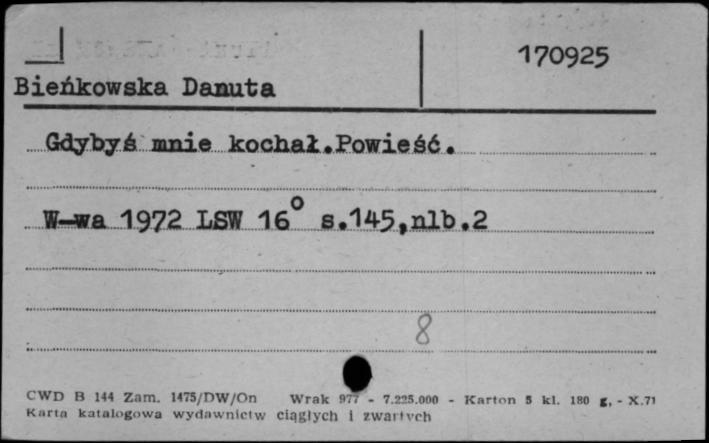 170925
Bieńkowska Danuta
Gdybyś mnie kochał.Powieść.
W-wa 1972 LSW 16° s.145,nlb.2
8
CWD B 144 Zam. 1475/DW/On Wrak 977 - 7.225.000 - Karton 5 kl. 180 g, - X.71
Karta katalogowa wydawnictw ciągłych i zwartych